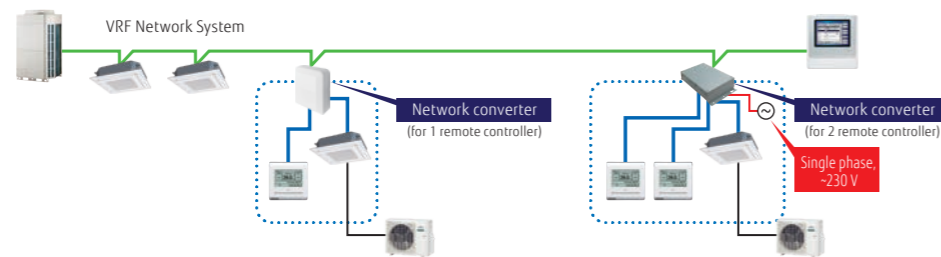 VRF Network System
Network converter
(for 1 remote controller)
Network converter
(for 2 remote controller)
Single phase,
~230 V